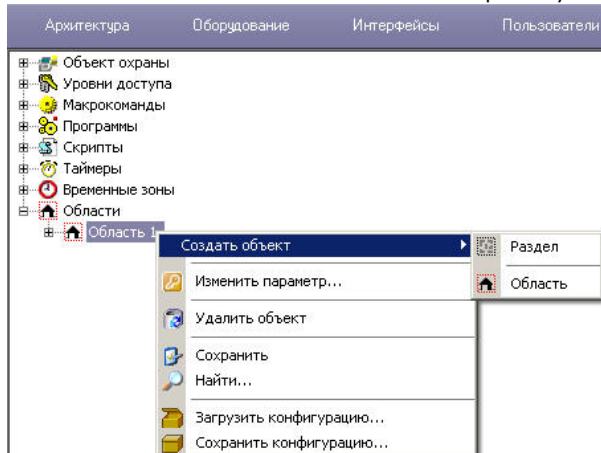 Архитектура Оборудование Интерфейсы Пользователи
Объект охраны
Уровни доступа
Макрокоманды
Программы
Скрипты
Таймеры
Временные зоны
Области
Область 1
Создать объект
Раздел
Изменить параметр...
Область
Удалить объект
Сохранить
Найти...
Загрузить конфигурацию...
Сохранить конфигурацию...